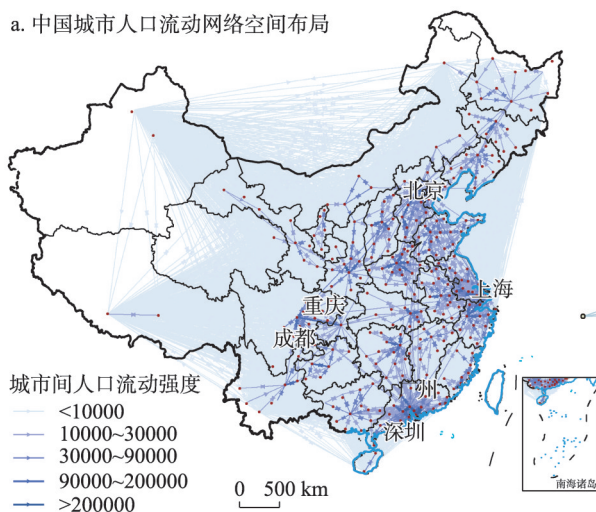 a. 中国城市人口流动网络空间布局
北京
上海
重庆
成都
州
深圳
城市间人口流动强度
<10000
10000~30000
30000~90000
90000~200000
>200000
0 500 km
南海诸岛